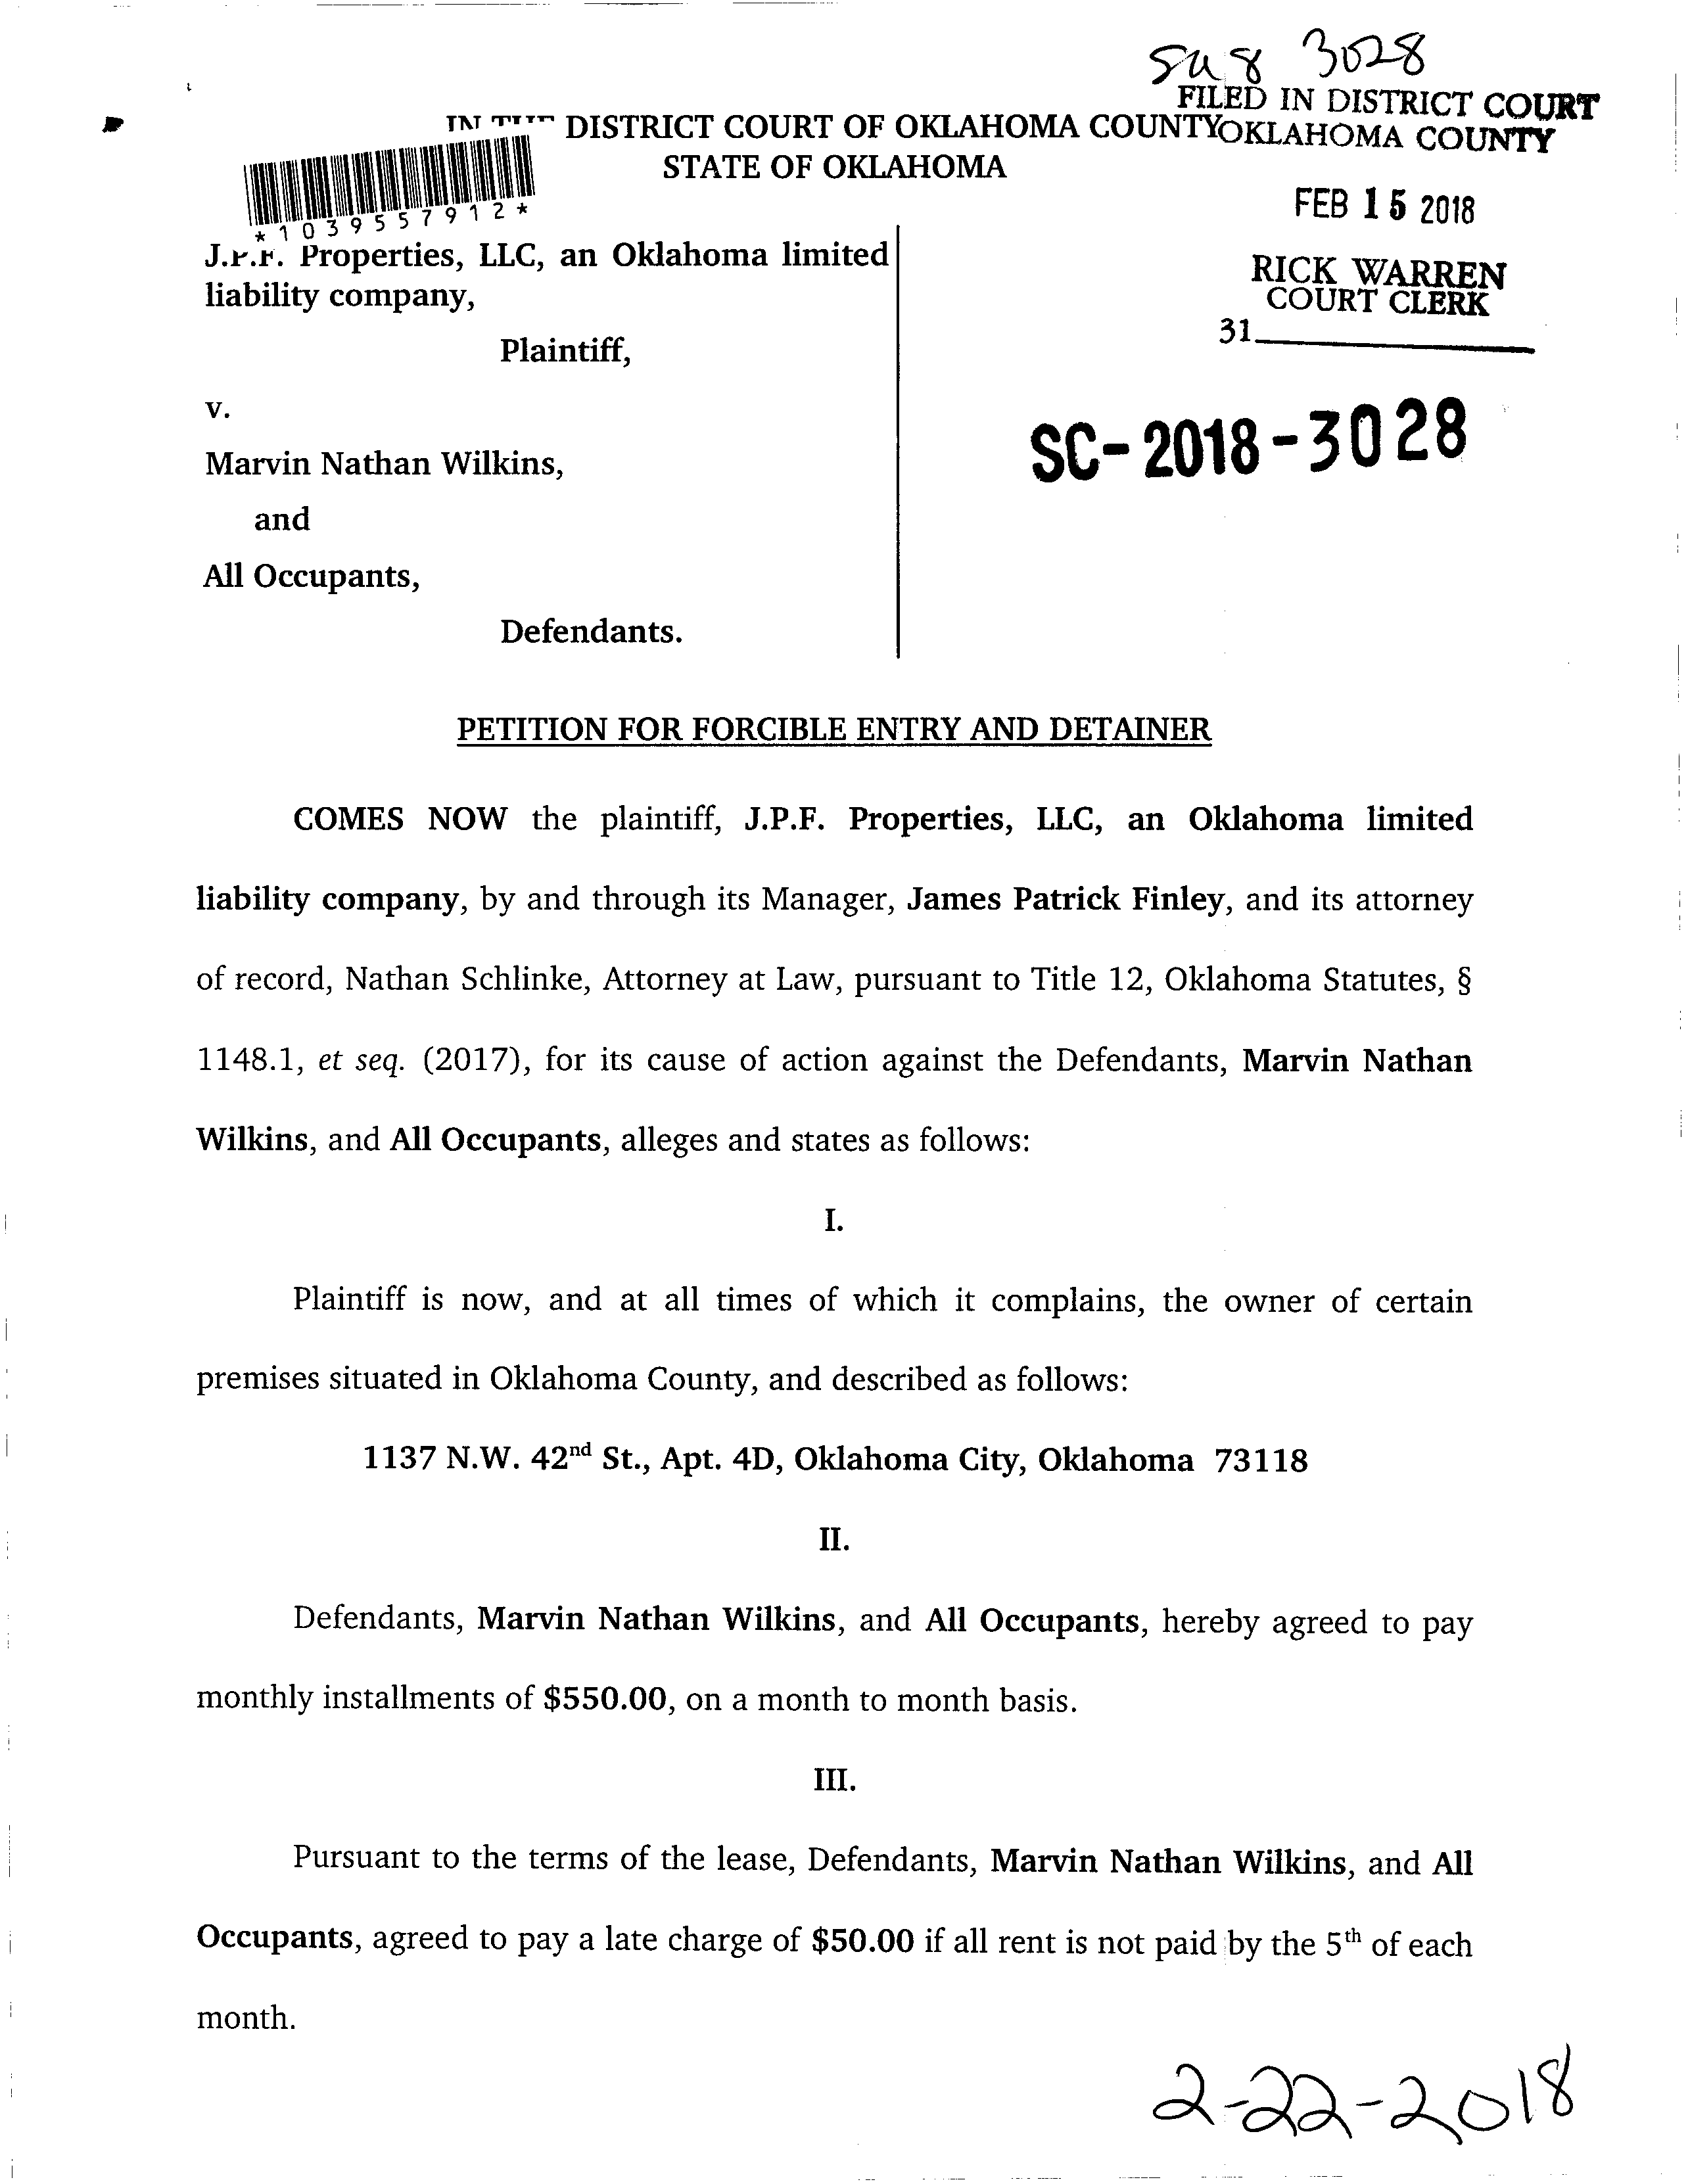 3028
FILED IN DISTRICT COURT
OKLAHOMA COUNTY
DISTRICT COURT OF OKLAHOMA COUNTY
STATE OF OKLAHOMA
FEB 15 2018
*1039557912*
RICK WARREN
COURT CLERK
31
J.P.F. Properties, LLC, an Oklahoma limited
liability company,
Plaintiff,
v.
SC-2018-3028
Marvin Nathan Wilkins,
and
All Occupants,
Defendants.
PETITION FOR FORCIBLE ENTRY AND DETAINER
COMES NOW the plaintiff, J.P.F. Properties, LLC, an Oklahoma limited
liability company, by and through its Manager, James Patrick Finley, and its attorney
of record, Nathan Schlinke, Attorney at Law, pursuant to Title 12, Oklahoma Statutes, §
1148.1, et seq. (2017), for its cause of action against the Defendants, Marvin Nathan
Wilkins, and All Occupants, alleges and states as follows:
I.
Plaintiff is now, and at all times of which it complains, the owner of certain
premises situated in Oklahoma County, and described as follows:
1137 N.W. 42nd St., Apt. 4D, Oklahoma City, Oklahoma 73118
II.
Defendants, Marvin Nathan Wilkins, and All Occupants, hereby agreed to pay
monthly installments of $550.00, on a month to month basis.
III.
Pursuant to the terms of the lease, Defendants, Marvin Nathan Wilkins, and All
Occupants, agreed to pay a late charge of $50.00 if all rent is not paid by the 5th of each
month.
2-22-2018